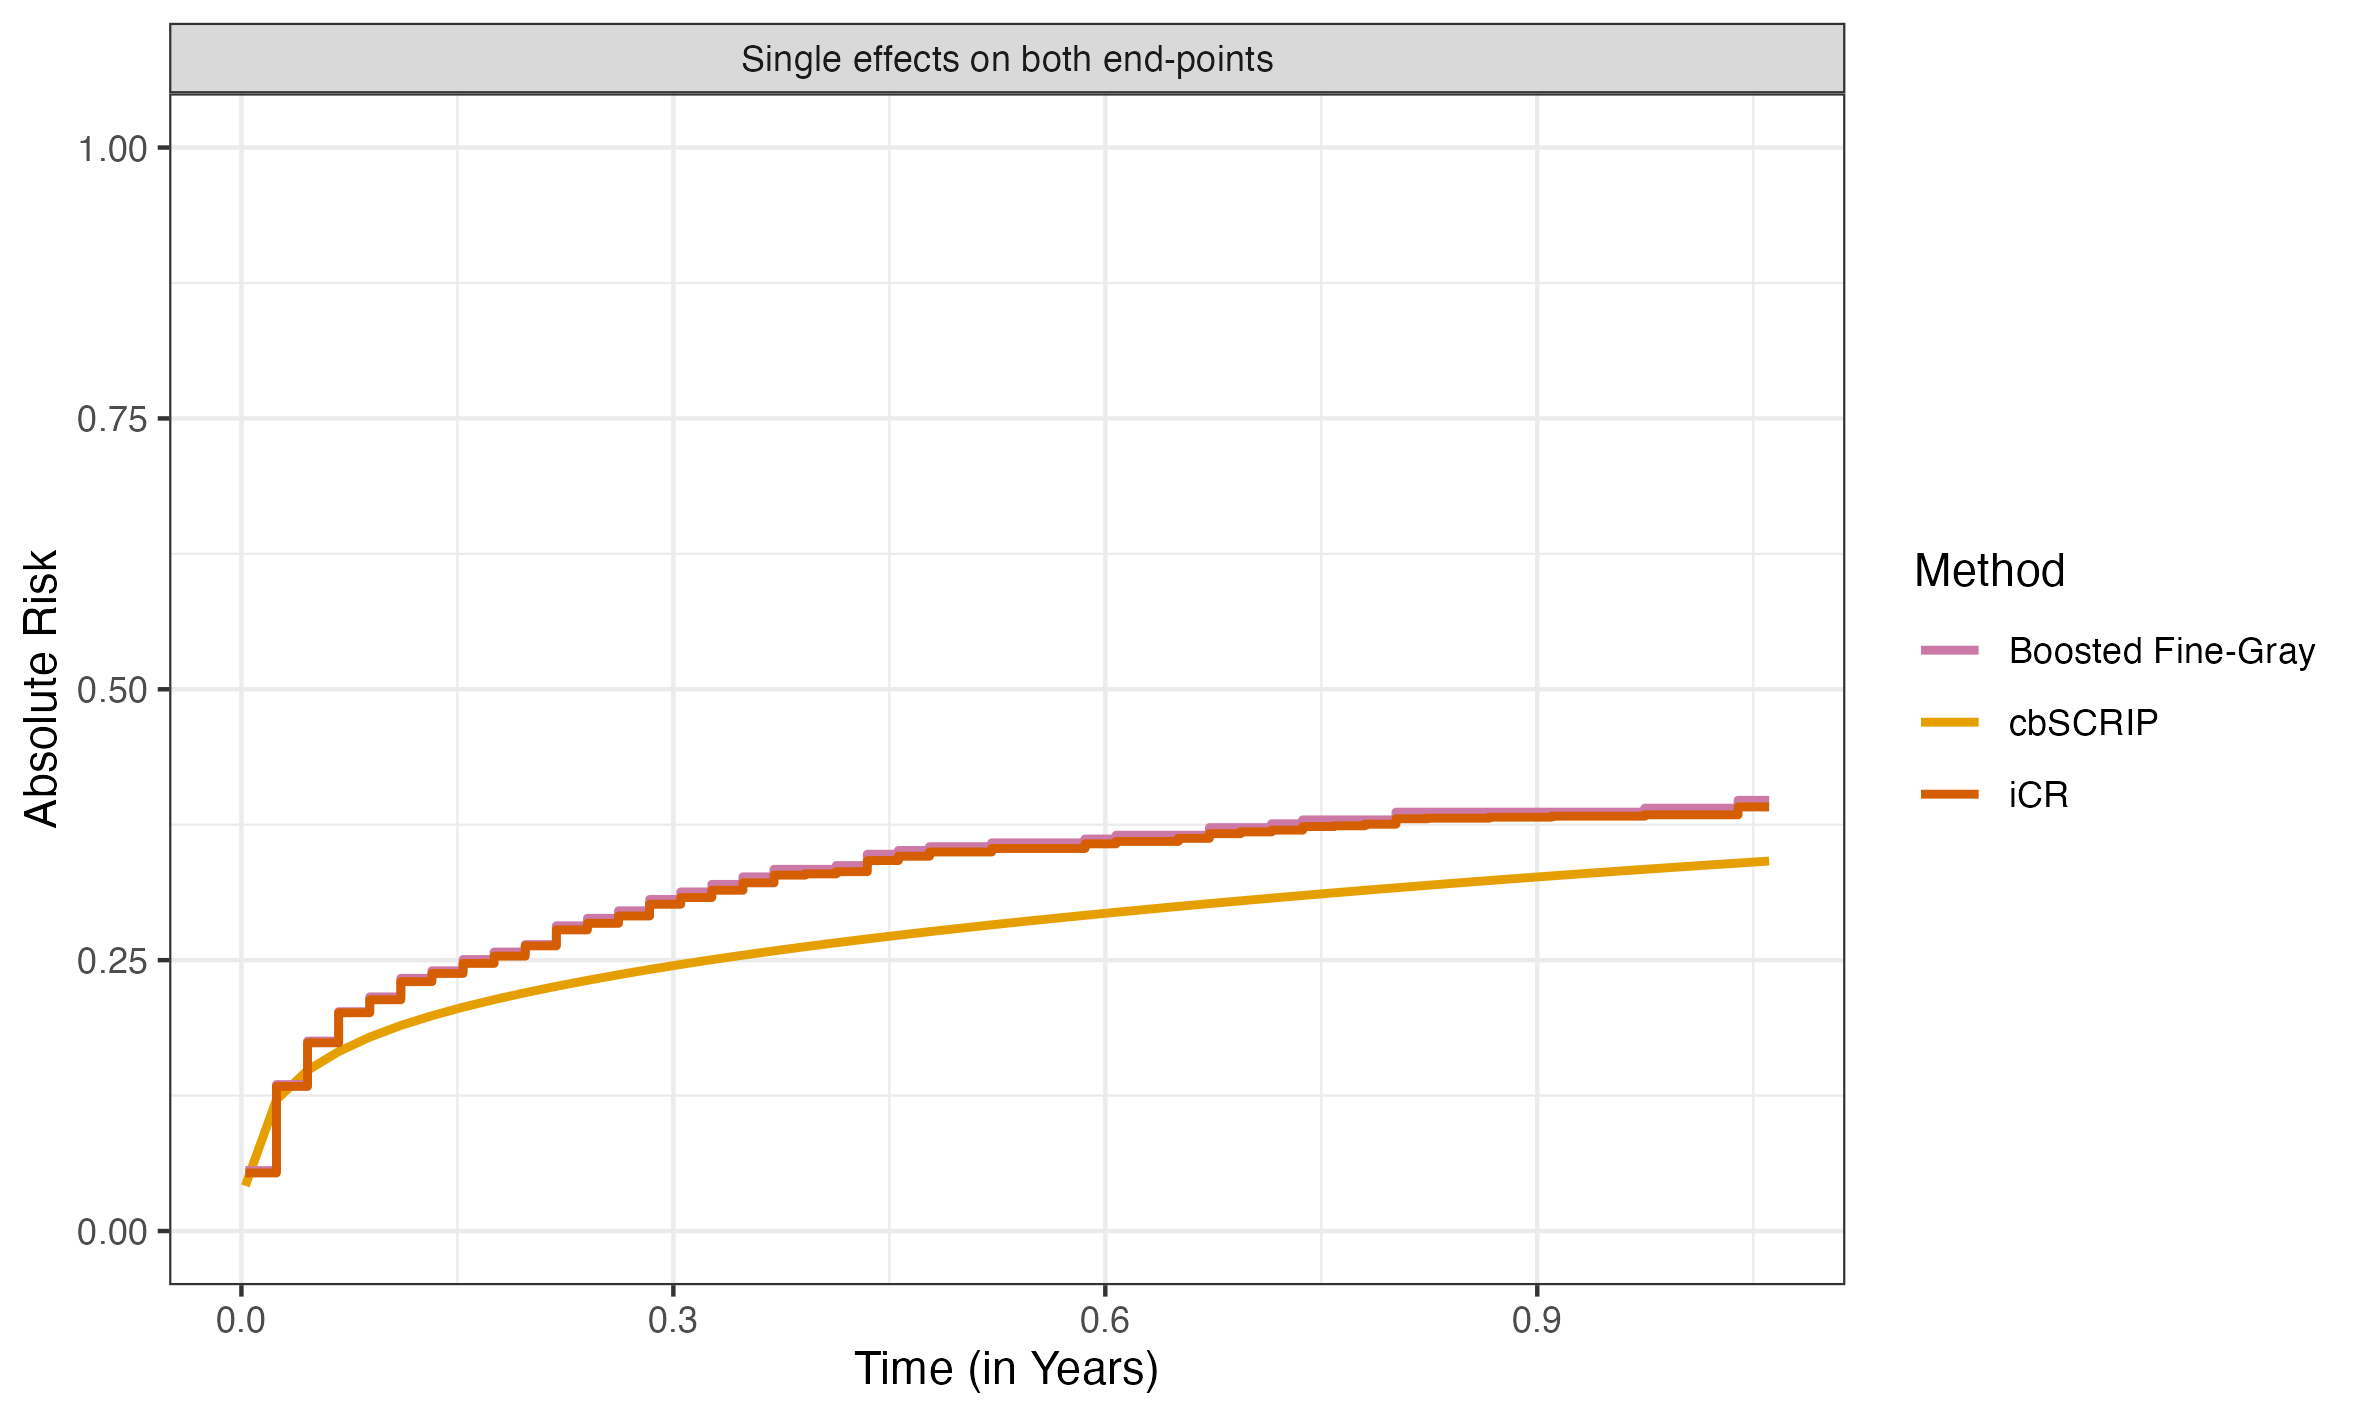 Single effects on both end-points
1.00
0.75
0.50
0.25
0.00
Absolute Risk
0.0
0.3
0.6
0.9
Time (in Years)
Method
Boosted Fine-Gray
cbSCRIP
iCR